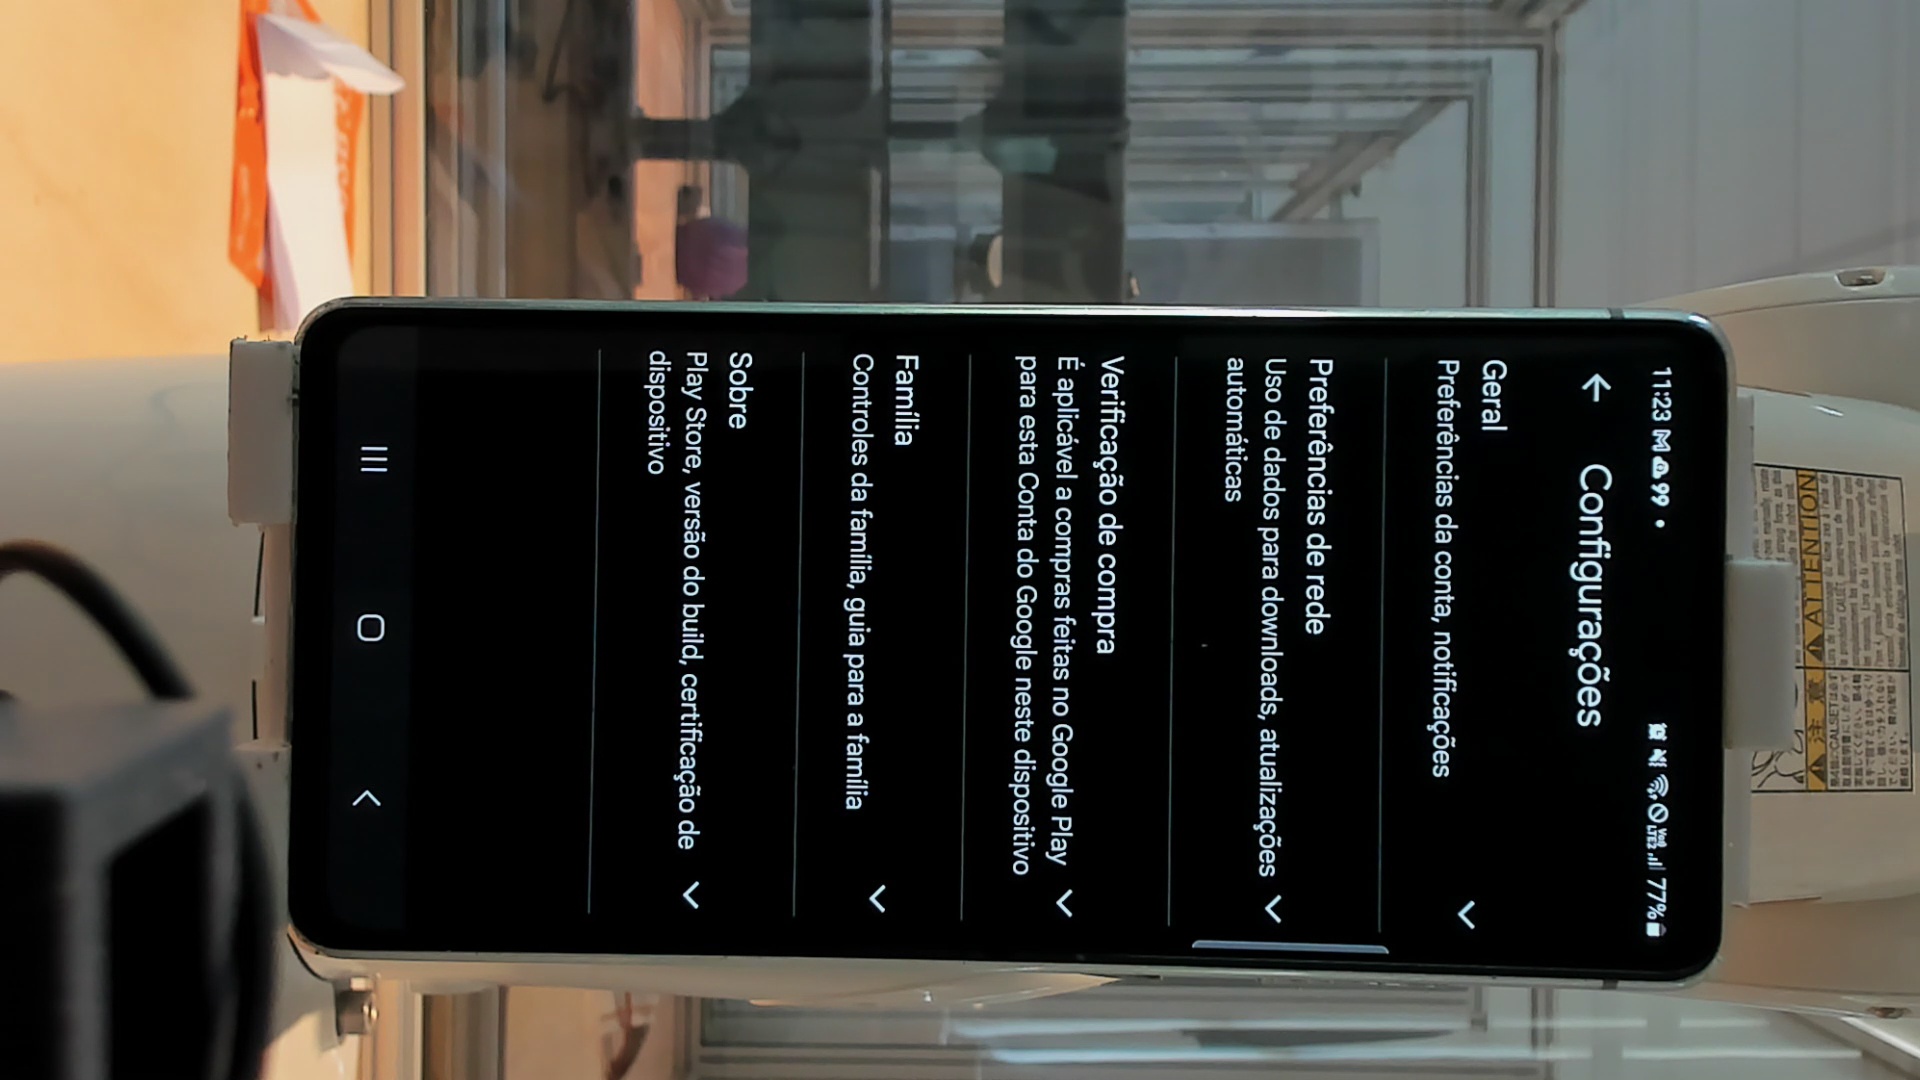 11:23
77%
Configurações
Geral
Preferências da conta, notificações
Preferências de rede
Uso de dados para downloads, atualizações
automáticas
Verificação de compra
É aplicável a compras feitas no Google Play
para esta Conta do Google neste dispositivo
Família
Controles da família, guia para a família
Sobre
Play Store, versão do build, certificação de
dispositivo
ATTENTION
注意